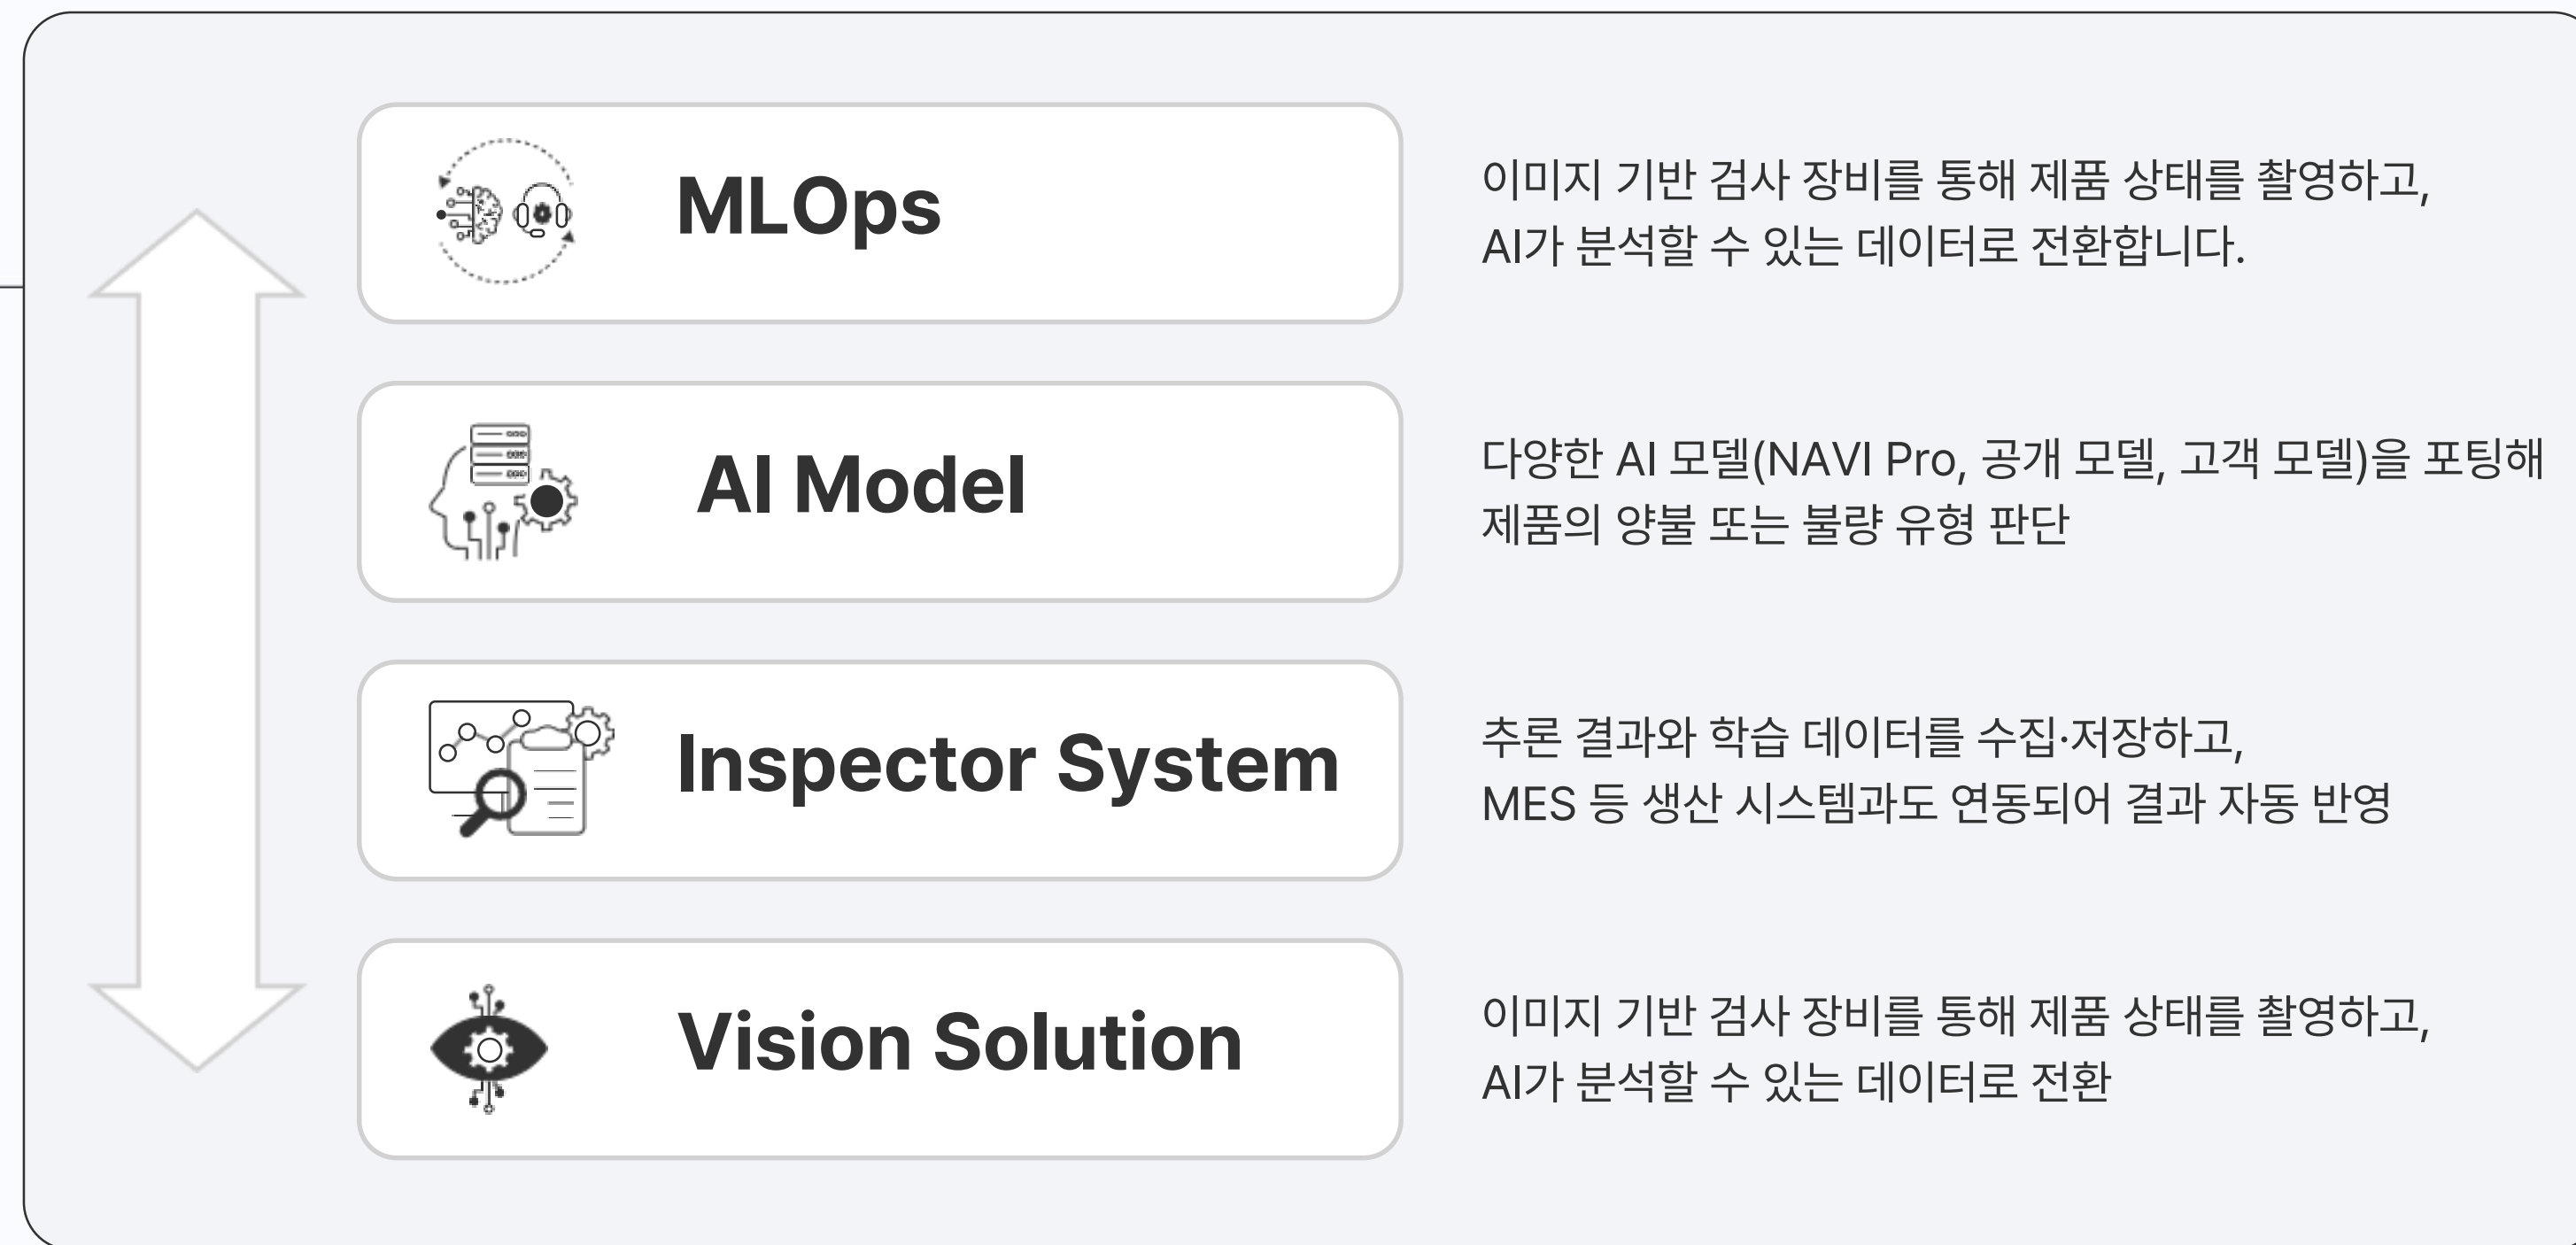 MLOps
이미지 기반 검사 장비를 통해 제품 상태를 촬영하고,
AI가 분석할 수 있는 데이터로 전환합니다.
AI Model
다양한 AI 모델(NAVI Pro, 공개 모델, 고객 모델)을 포팅해
제품의 양불 또는 불량 유형 판단
Inspector System
추론 결과와 학습 데이터를 수집·저장하고,
MES 등 생산 시스템과도 연동되어 결과 자동 반영
Vision Solution
이미지 기반 검사 장비를 통해 제품 상태를 촬영하고,
AI가 분석할 수 있는 데이터로 전환